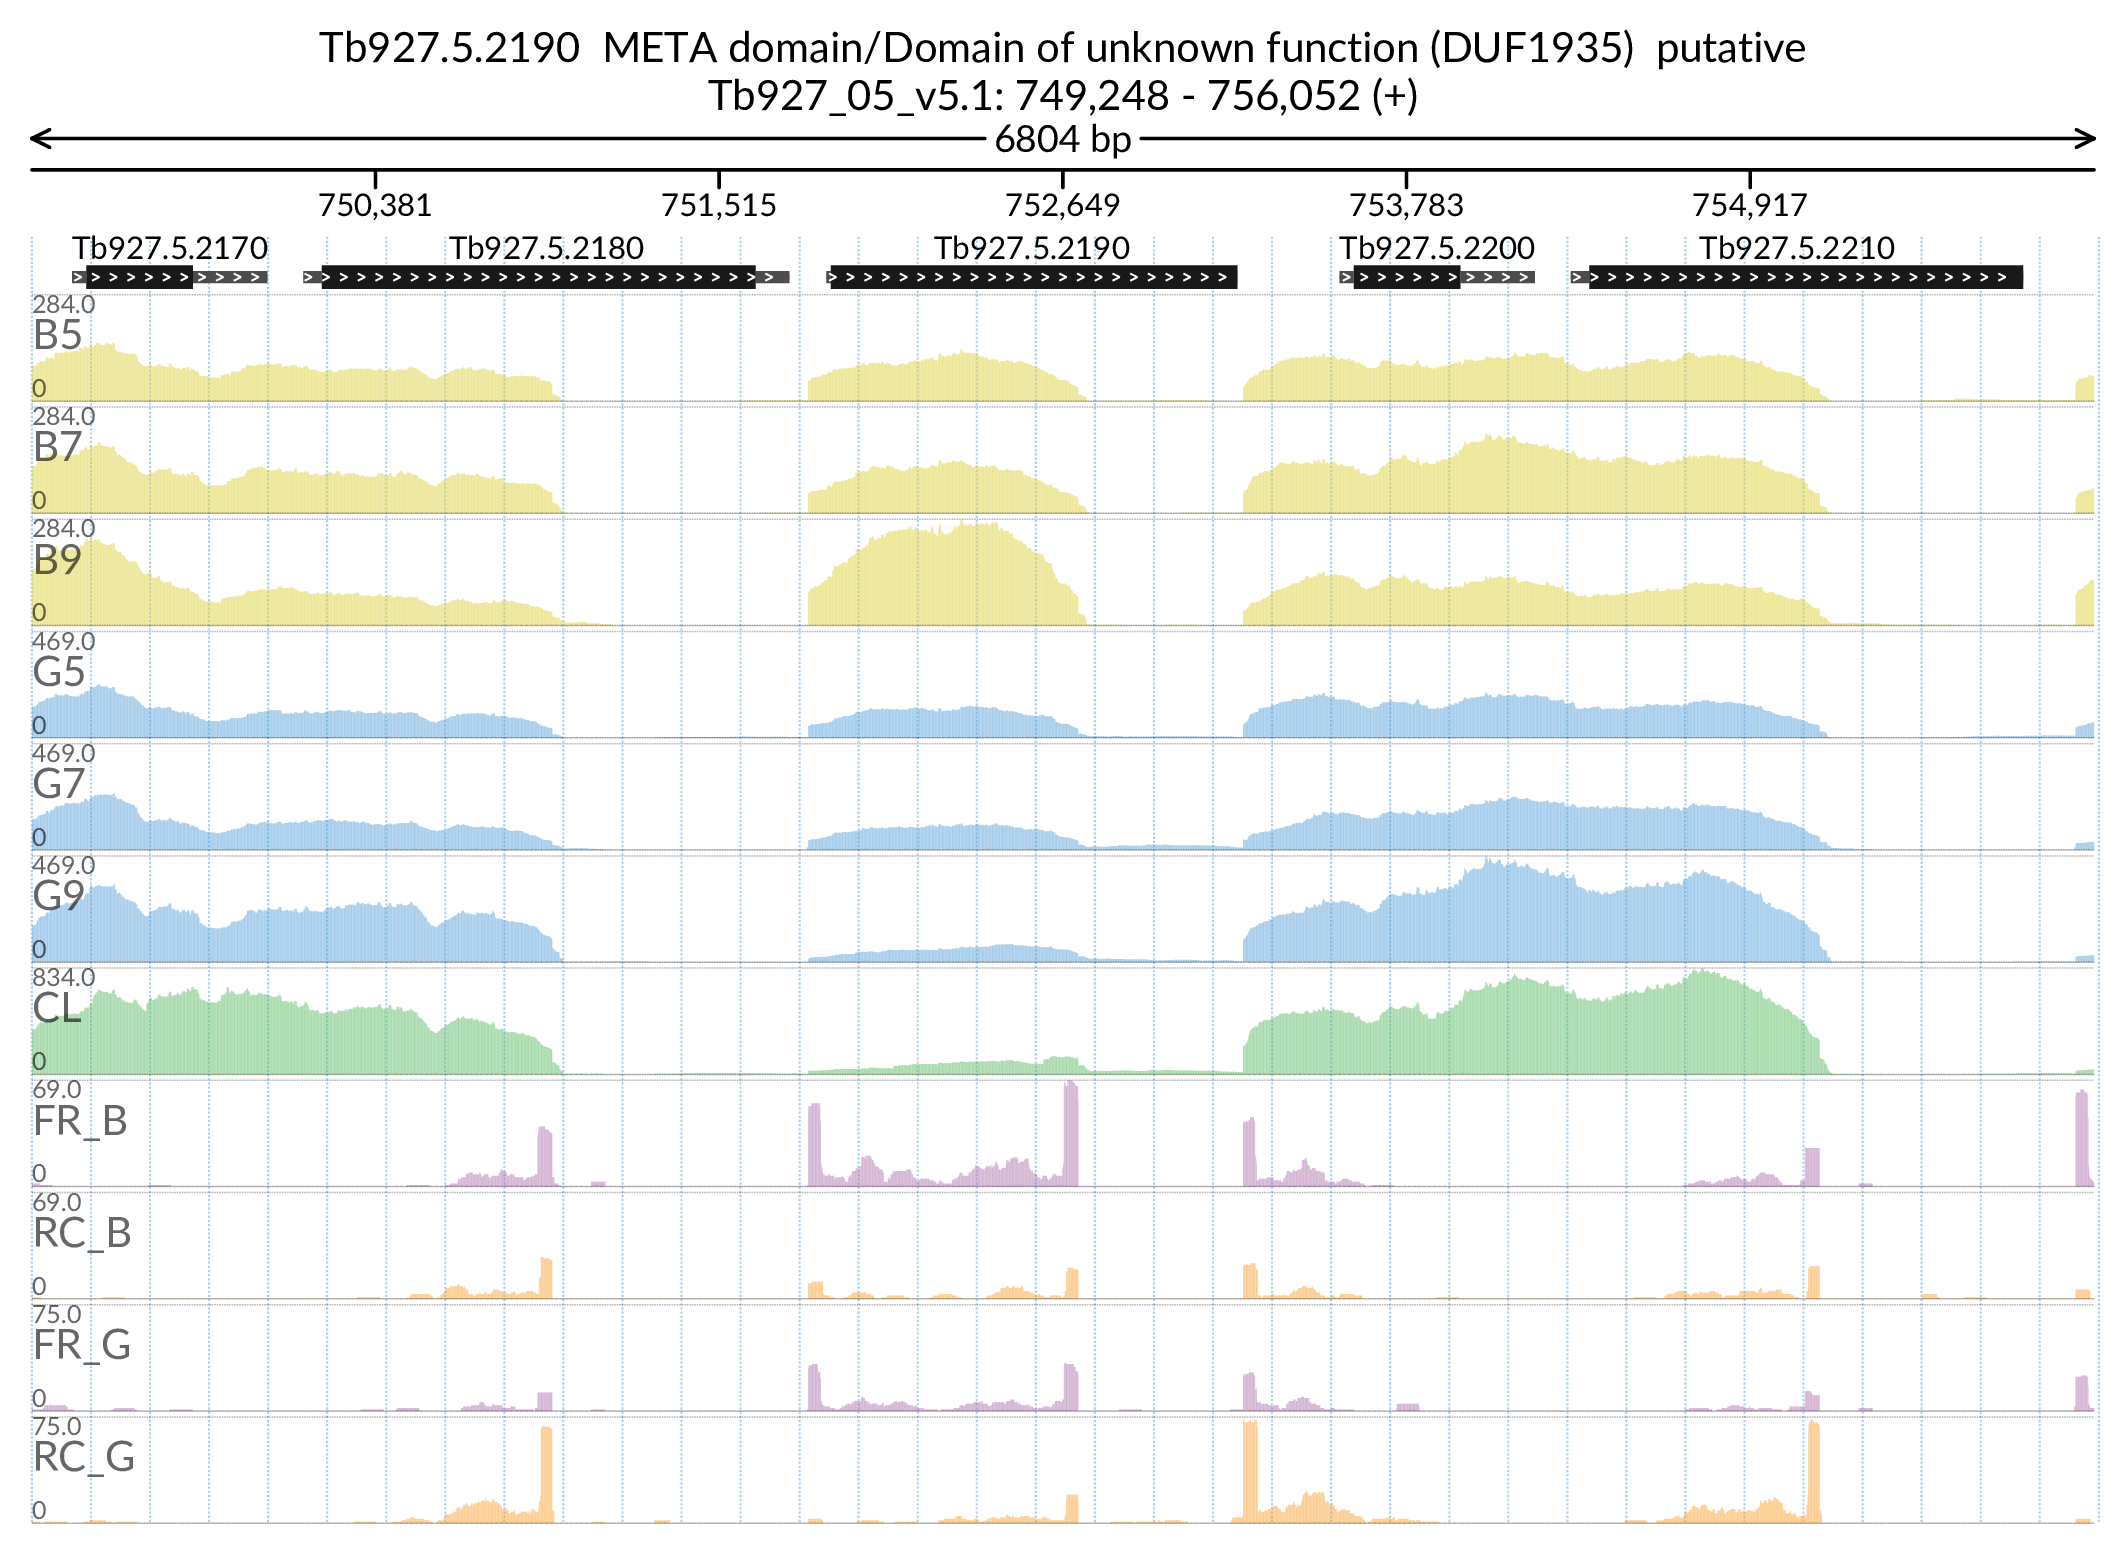 Tb927.5.2190  META domain/Domain of unknown function (DUF1935)  putative
Tb927_05_v5.1: 749,248 - 756,052 (+)
6804 bp
750,381 751,515 752,649 753,783 754,917
Tb927.5.2170 Tb927.5.2180 Tb927.5.2190 Tb927.5.2200 Tb927.5.2210
284.0
B5
0
284.0
B7
0
284.0
B9
0
469.0
G5
0
469.0
G7
0
469.0
G9
0
834.0
CL
0
69.0
FR_B
0
69.0
RC_B
0
75.0
FR_G
0
75.0
RC_G
0